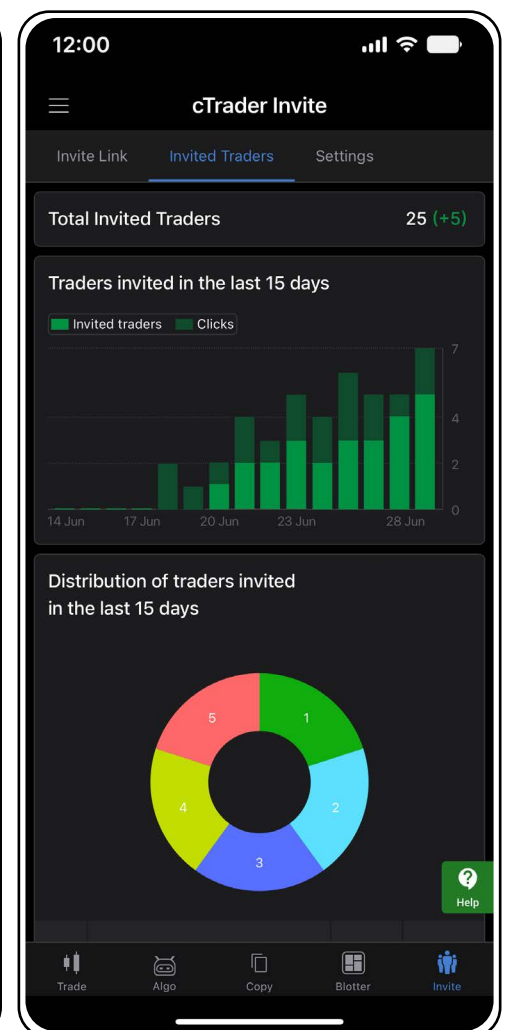 12:00
cTrader Invite
Invite Link Invited Traders Settings
Total Invited Traders 25 (+5)
Traders invited in the last 15 days
Invited traders Clicks
7
4
2
0
14 Jun 17 Jun 20 Jun 23 Jun 28 Jun
Distribution of traders invited
in the last 15 days
5 1
4 2
3
Help
Trade Algo Copy Blotter Invite